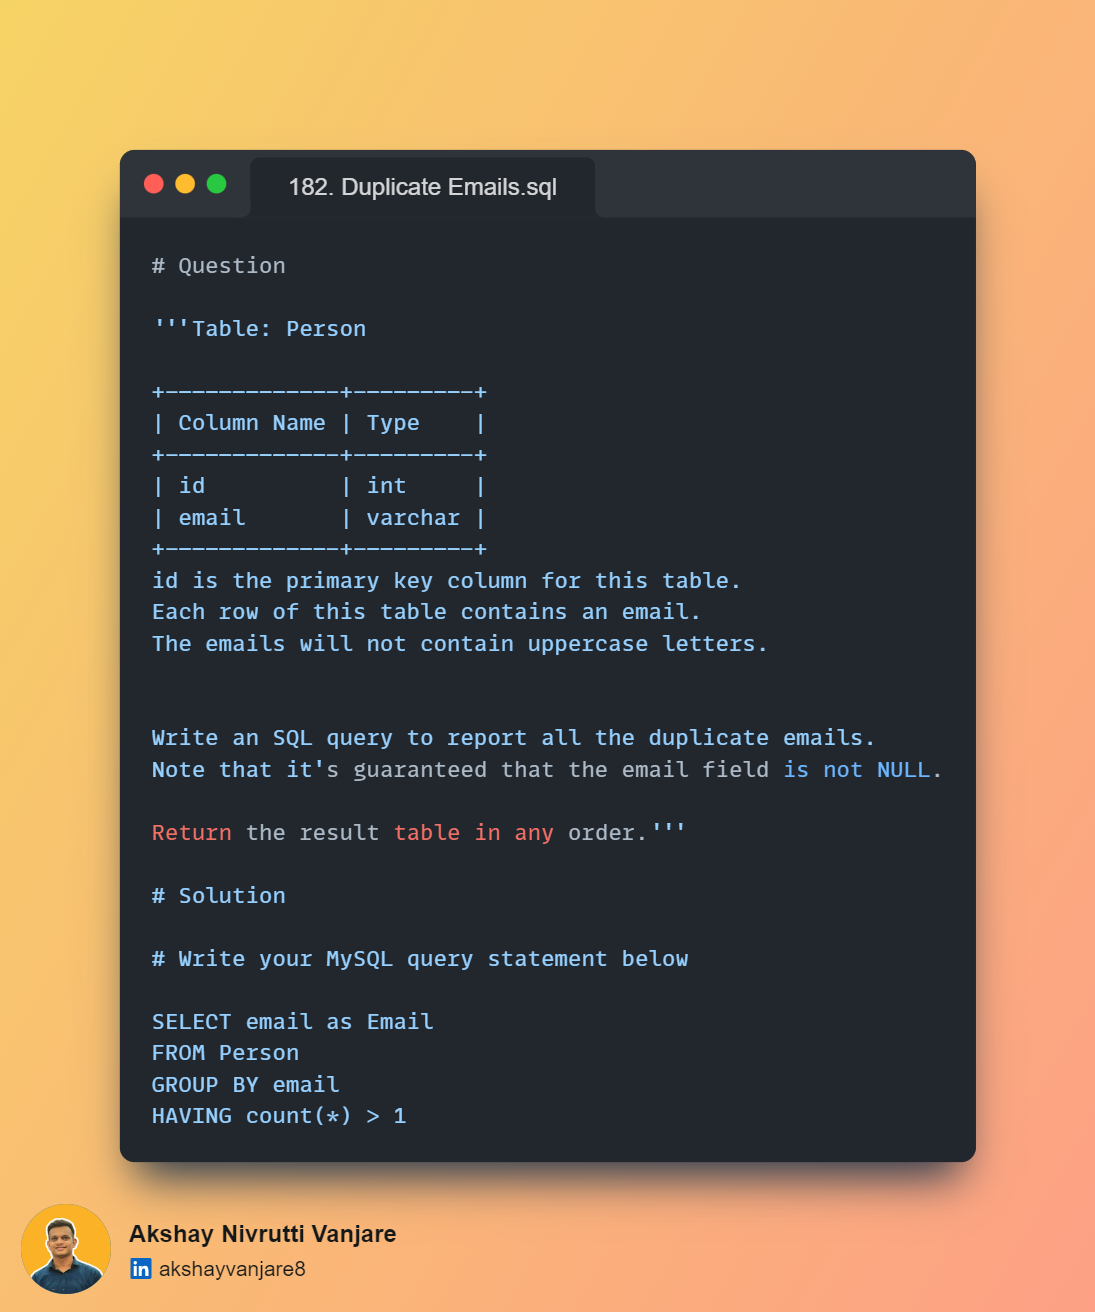 182. Duplicate Emails.sql
# Question
'''Table: Person
+-------------+---------+
| Column Name | Type    |
+-------------+---------+
| id          | int     |
| email       | varchar |
+-------------+---------+
id is the primary key column for this table.
Each row of this table contains an email.
The emails will not contain uppercase letters.
Write an SQL query to report all the duplicate emails.
Note that it's guaranteed that the email field is not NULL.
Return the result table in any order.'''
# Solution
# Write your MySQL query statement below
SELECT email as Email
FROM Person
GROUP BY email
HAVING count(*) > 1
Akshay Nivrutti Vanjare
in akshayvanjare8